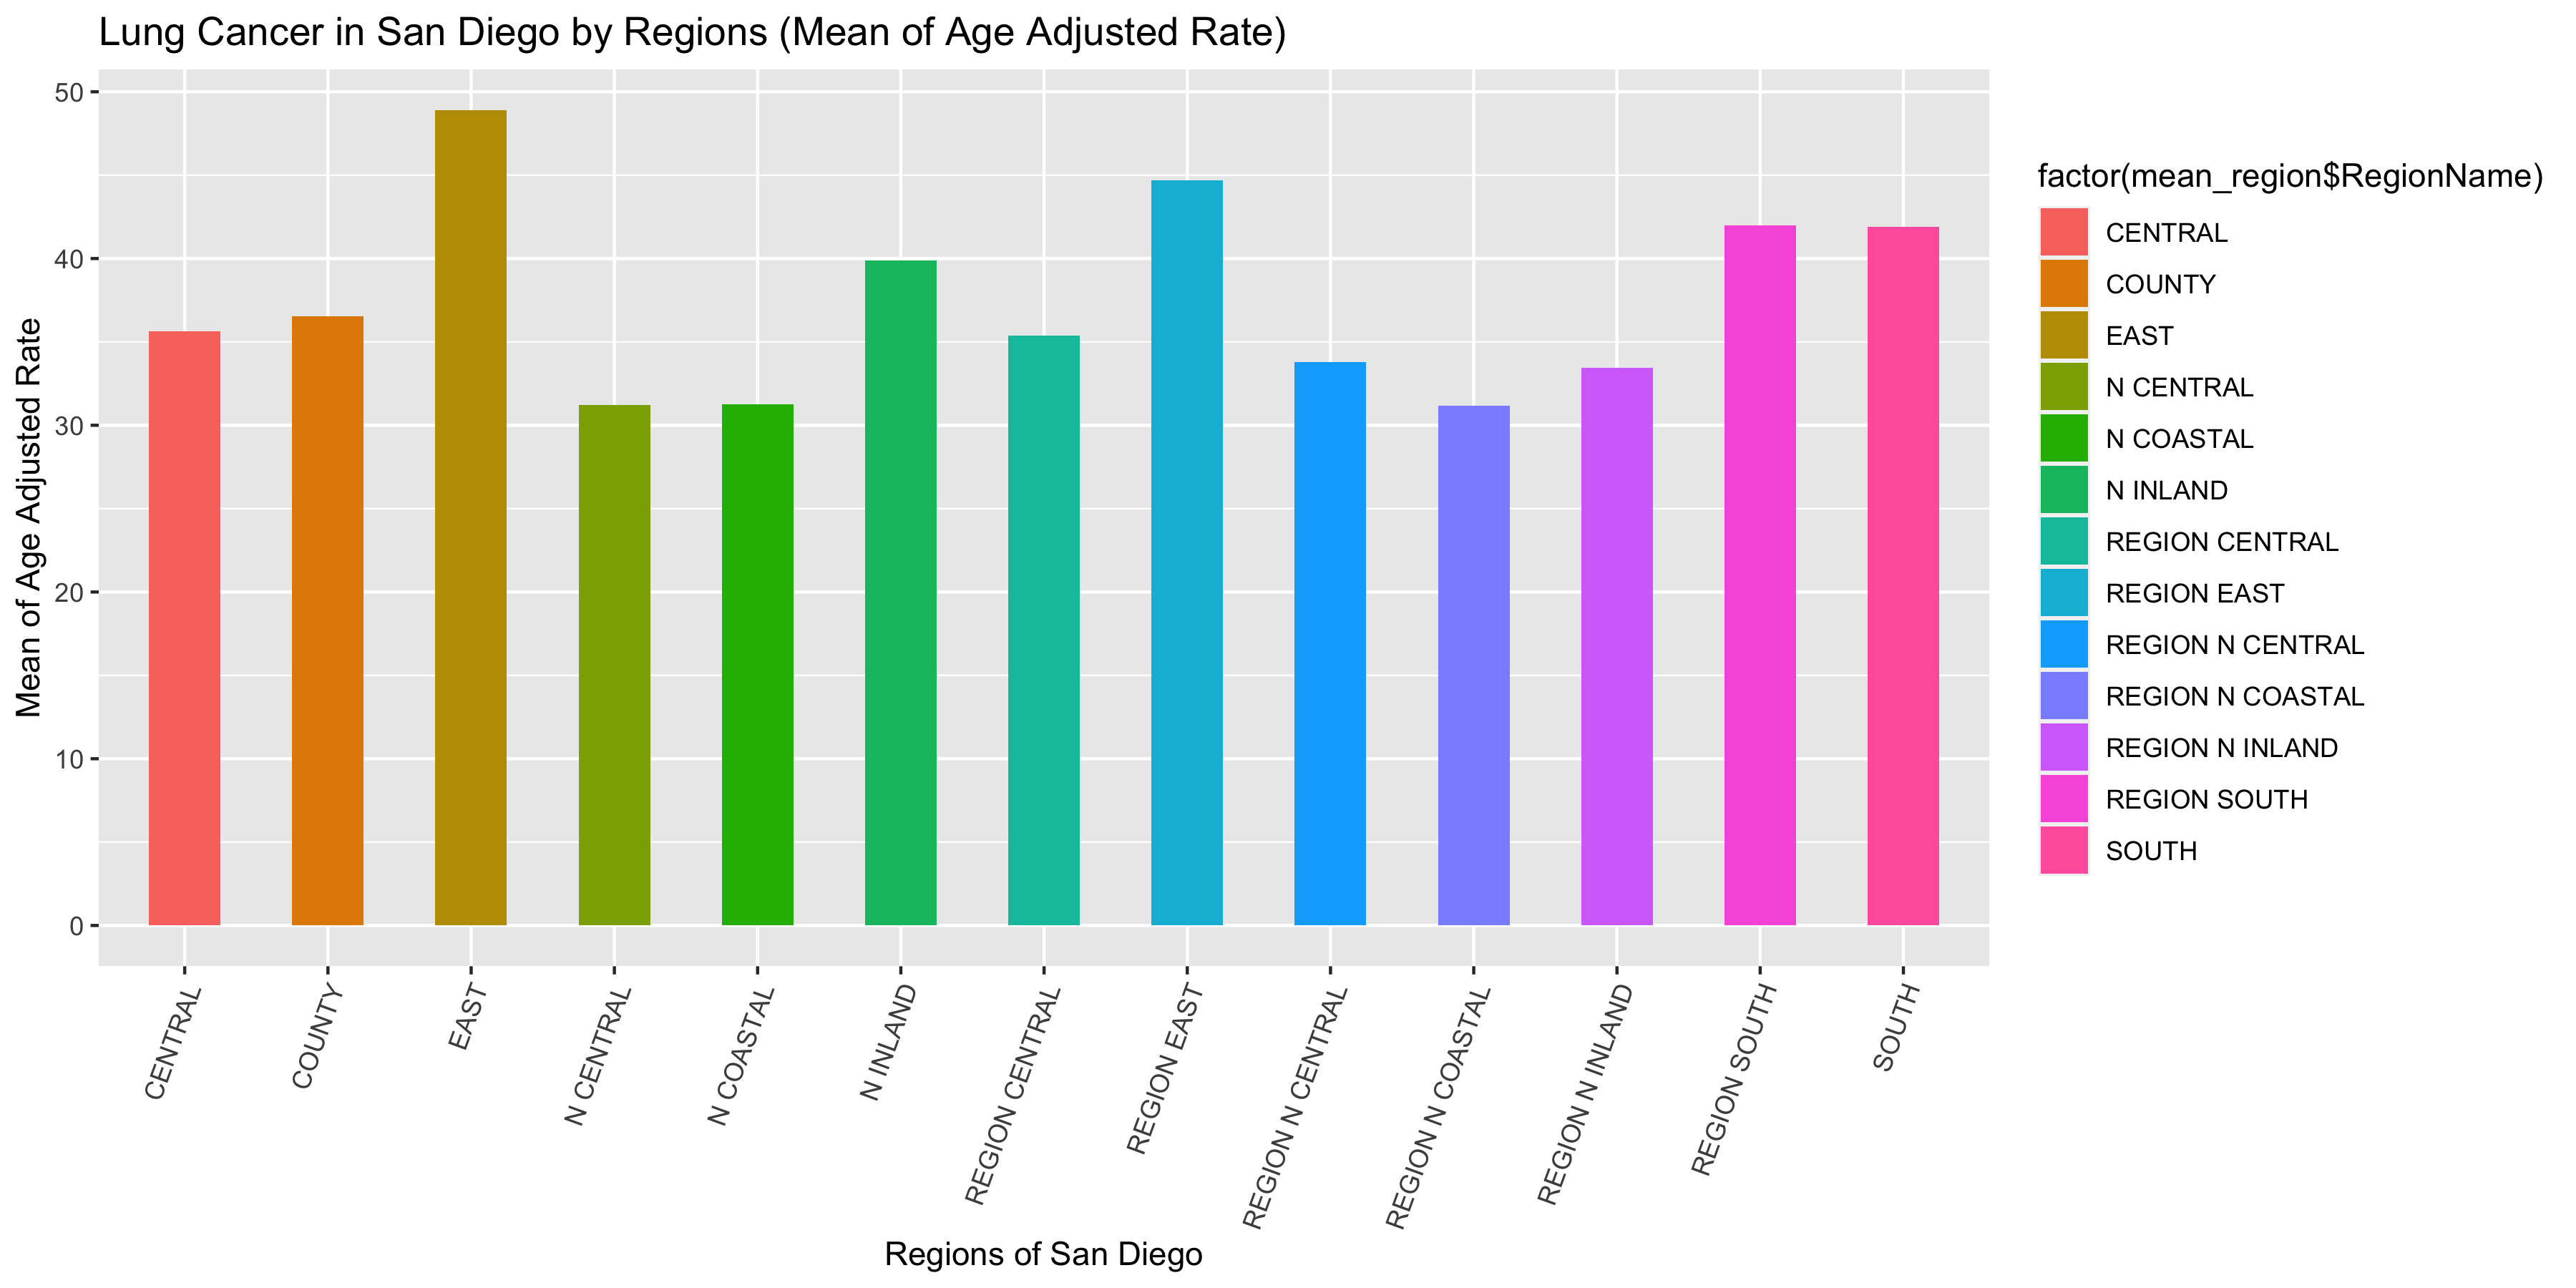 Lung Cancer in San Diego by Regions (Mean of Age Adjusted Rate)
Mean of Age Adjusted Rate
50
40
30
20
10
0
CENTRAL
COUNTY
EAST
N CENTRAL
N COASTAL
N INLAND
REGION CENTRAL
REGION EAST
REGION N CENTRAL
REGION N COASTAL
REGION N INLAND
REGION SOUTH
SOUTH
Regions of San Diego
factor(mean_region$RegionName)
CENTRAL
COUNTY
EAST
N CENTRAL
N COASTAL
N INLAND
REGION CENTRAL
REGION EAST
REGION N CENTRAL
REGION N COASTAL
REGION N INLAND
REGION SOUTH
SOUTH